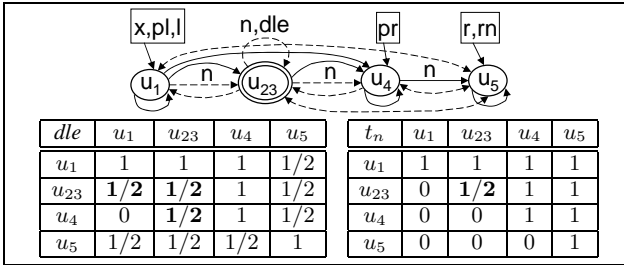 x,pl,l n,dle pr r,rn
n n n
u1 u23 u4 u5
dle u1 u23 u4 u5
u1 1 1 1 1/2
u23 1/2 1/2 1 1/2
u4 0 1/2 1 1/2
u5 1/2 1/2 1/2 1
tn u1 u23 u4 u5
u1 1 1 1 1
u23 0 1/2 1 1
u4 0 0 1 1
u5 0 0 0 1